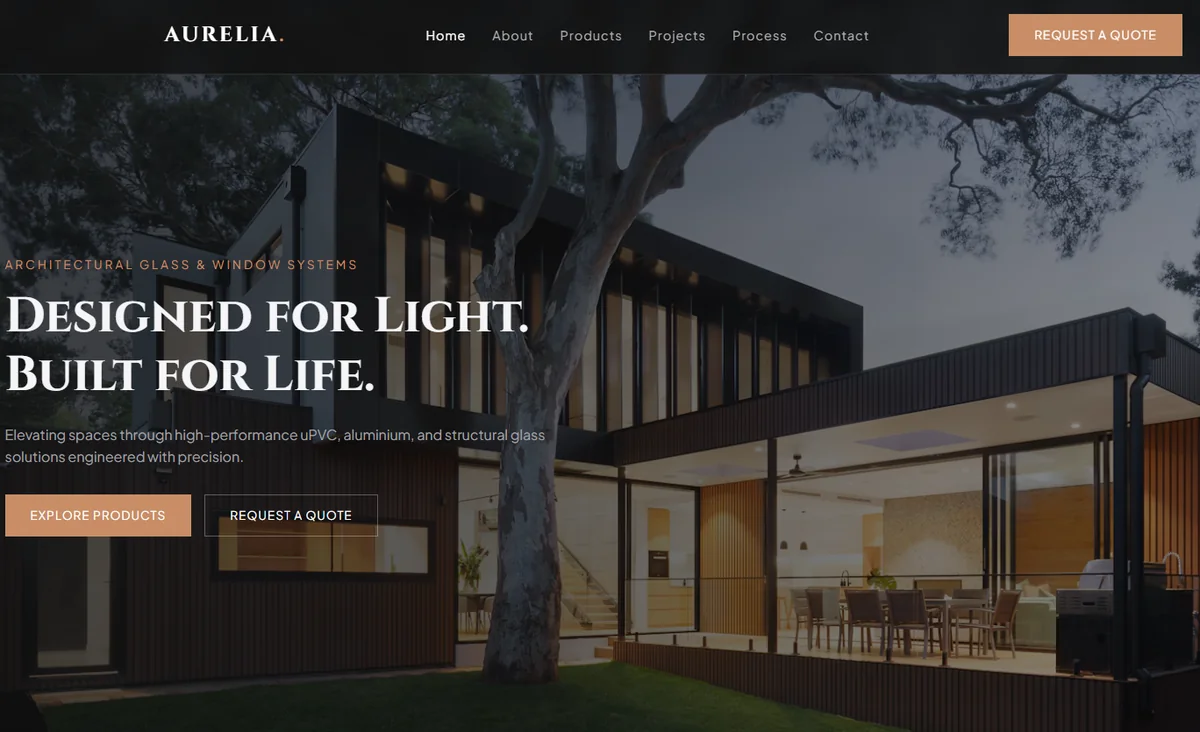 AURELIA.
Home
About
Products
Projects
Process
Contact
REQUEST A QUOTE
ARCHITECTURAL GLASS & WINDOW SYSTEMS
DESIGNED FOR LIGHT.
BUILT FOR LIFE.
Elevating spaces through high-performance uPVC, aluminium, and structural glass
solutions engineered with precision.
EXPLORE PRODUCTS
REQUEST A QUOTE